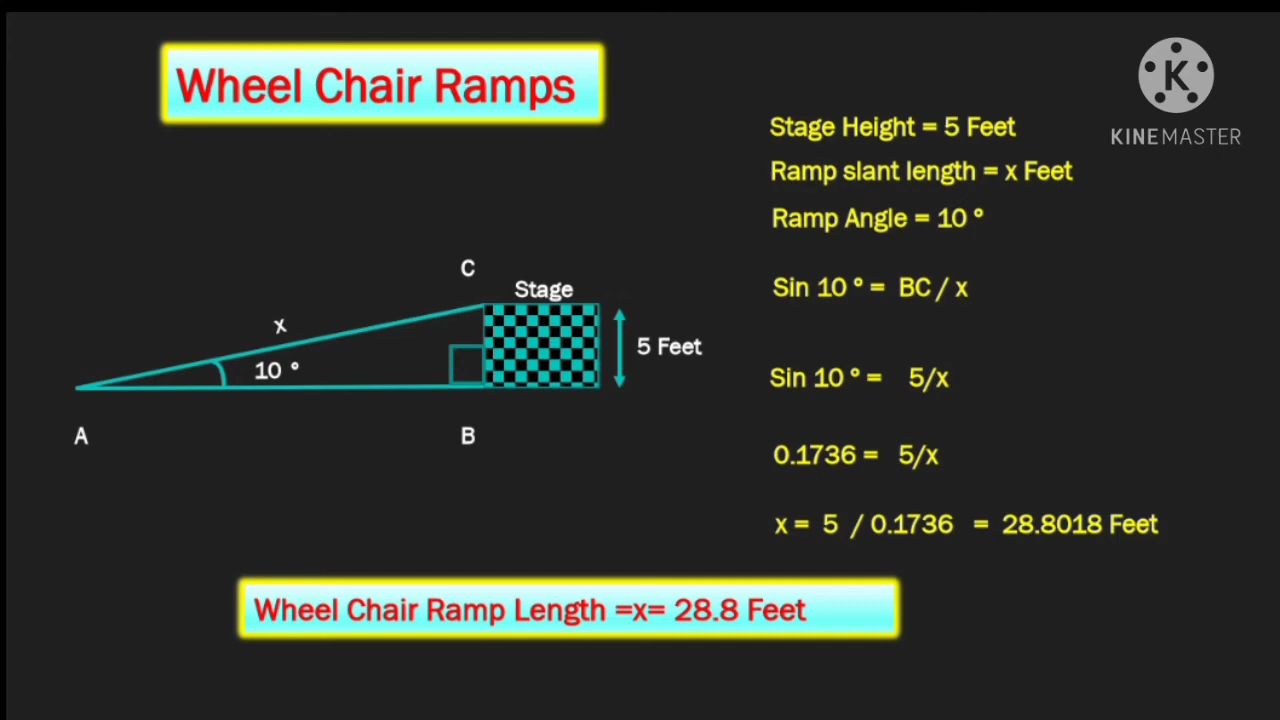 Wheel Chair Ramps
K
KINEMASTER
Stage Height = 5 Feet
Ramp slant length = x Feet
Ramp Angle = 10 °
Sin 10 ° = BC / x
C
Stage
x
10 °
5 Feet
A
B
Sin 10 ° = 5/x
0.1736 = 5/x
x = 5 / 0.1736 = 28.8018 Feet
Wheel Chair Ramp Length =x= 28.8 Feet